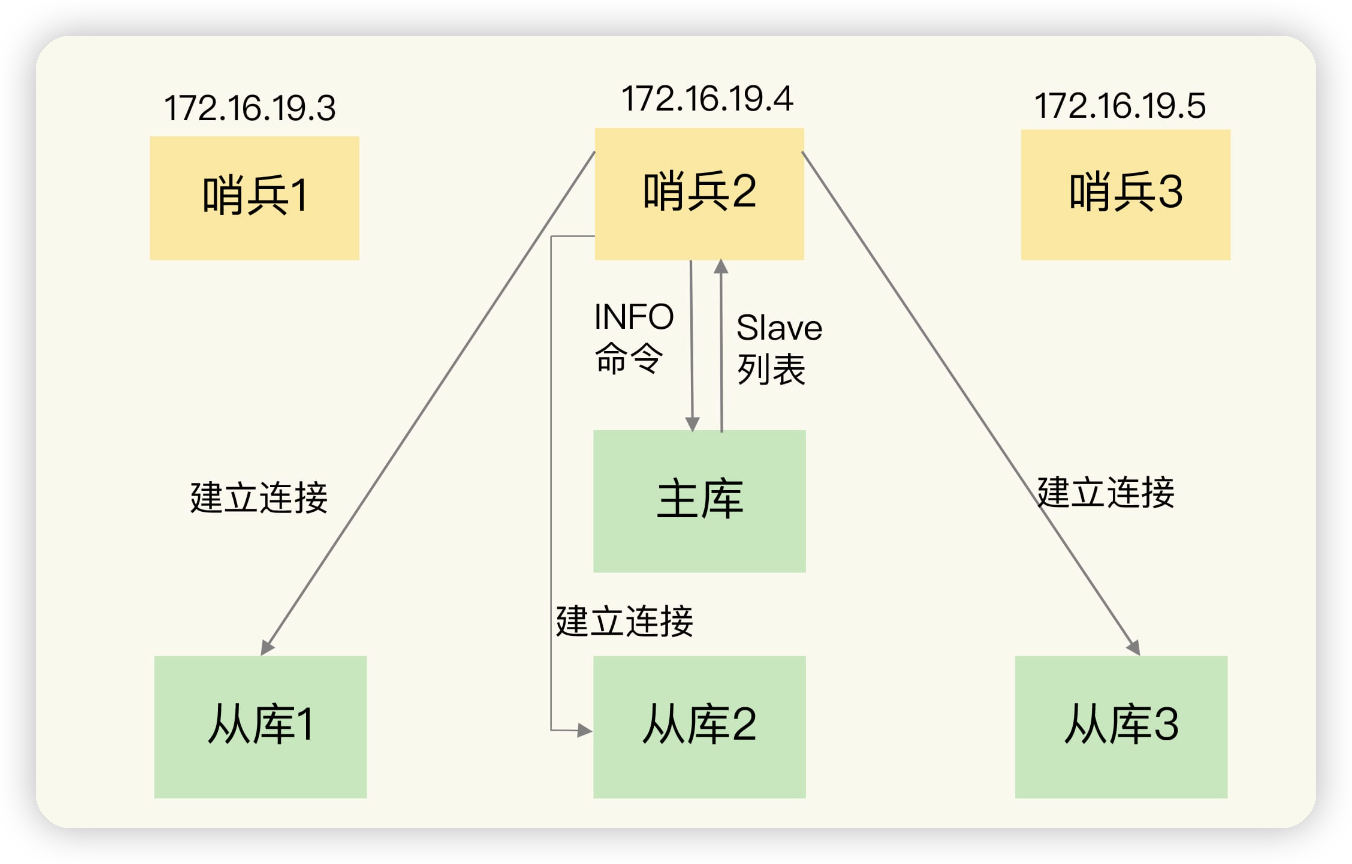 172.16.19.3
172.16.19.4
172.16.19.5
哨兵1
哨兵2
哨兵3
INFO
命令
Slave
列表
建立连接
主库
建立连接
建立连接
从库1
从库2
从库3